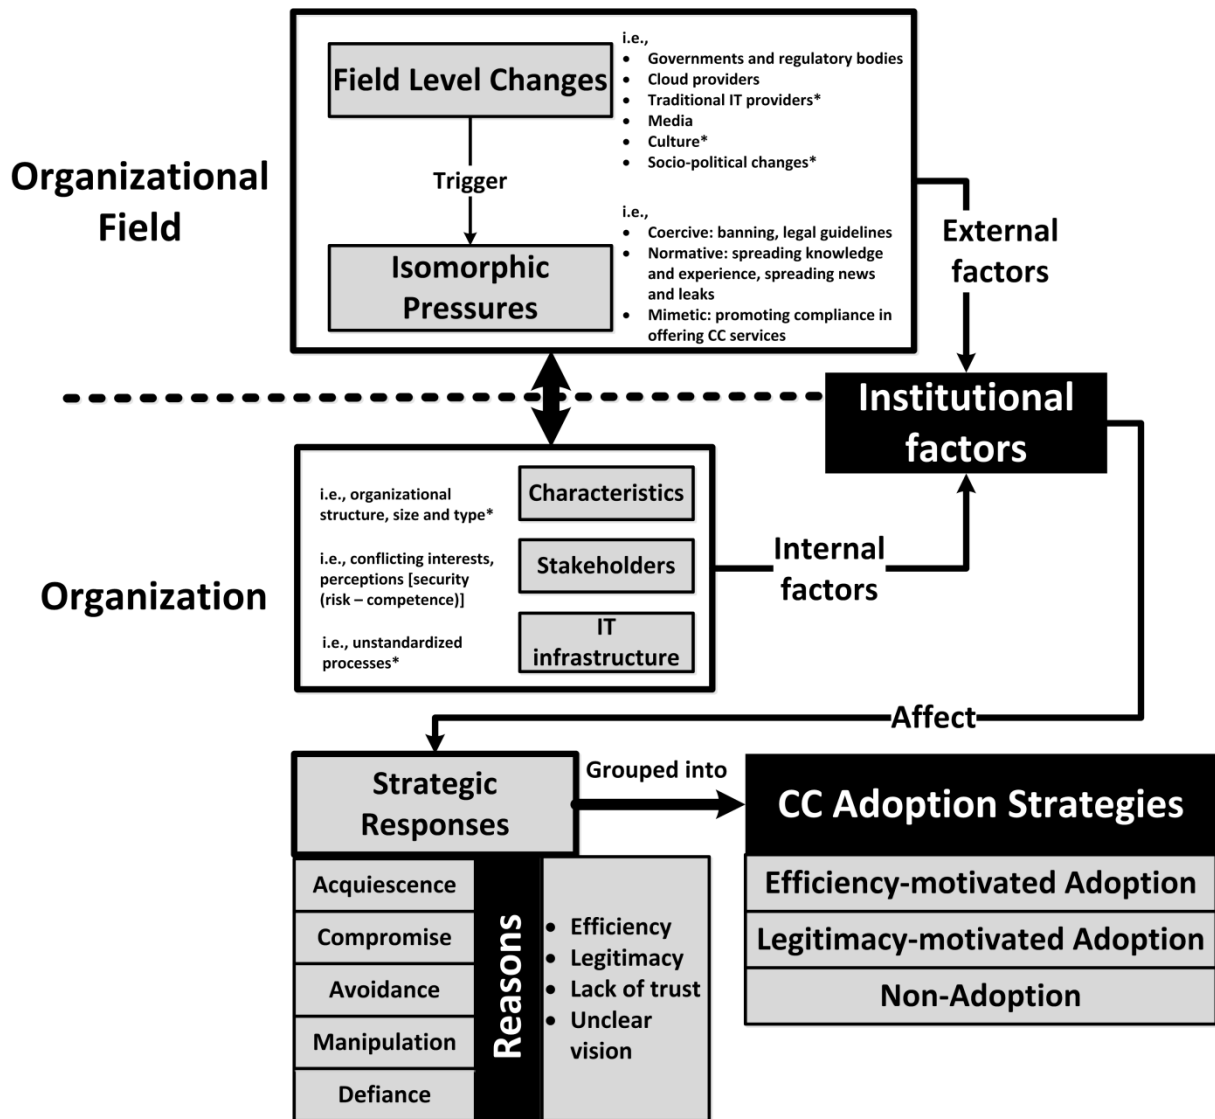 Organizational
Field
Field Level Changes
Trigger
Isomorphic
Pressures
i.e.,
• Governments and regulatory bodies
• Cloud providers
• Traditional IT providers*
• Media
• Culture*
• Socio-political changes*
i.e.,
• Coercive: banning, legal guidelines
• Normative: spreading knowledge
and experience, spreading news
and leaks
• Mimetic: promoting compliance in
offering CC services
External
factors
Institutional
factors
Organization
i.e., organizational
structure, size and type*
Characteristics
i.e., conflicting interests,
perceptions [security
(risk – competence)]
Stakeholders
i.e., unstandardized
processes*
IT
infrastructure
Internal
factors
Affect
Strategic
Responses
Grouped into
CC Adoption Strategies
Acquiescence
Compromise
Avoidance
Manipulation
Defiance
Reasons
• Efficiency
• Legitimacy
• Lack of trust
• Unclear
vision
Efficiency-motivated Adoption
Legitimacy-motivated Adoption
Non-Adoption